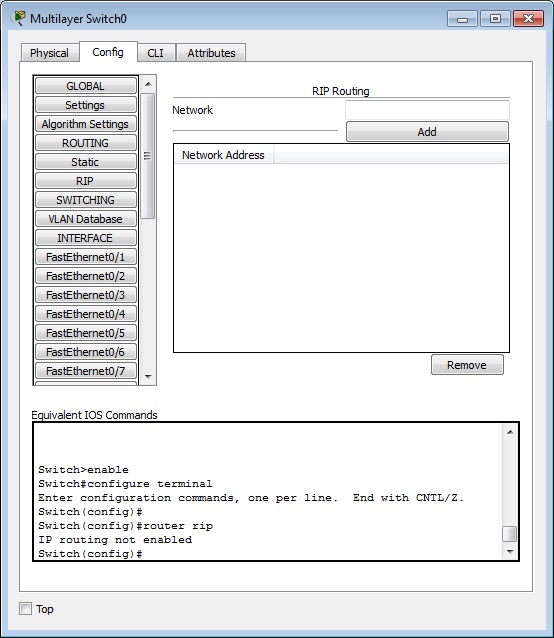 Multilayer Switch0
Physical
Config
CLI
Attributes
GLOBAL
Settings
Algorithm Settings
ROUTING
Static
RIP
SWITCHING
VLAN Database
INTERFACE
FastEthernet0/1
FastEthernet0/2
FastEthernet0/3
FastEthernet0/4
FastEthernet0/5
FastEthernet0/6
FastEthernet0/7
RIP Routing
Network
Add
Network Address
Remove
Equivalent IOS Commands
Switch>enable
Switch#configure terminal
Enter configuration commands, one per line.  End with CNTL/Z.
Switch(config)#
Switch(config)#router rip
IP routing not enabled
Switch(config)#
Top